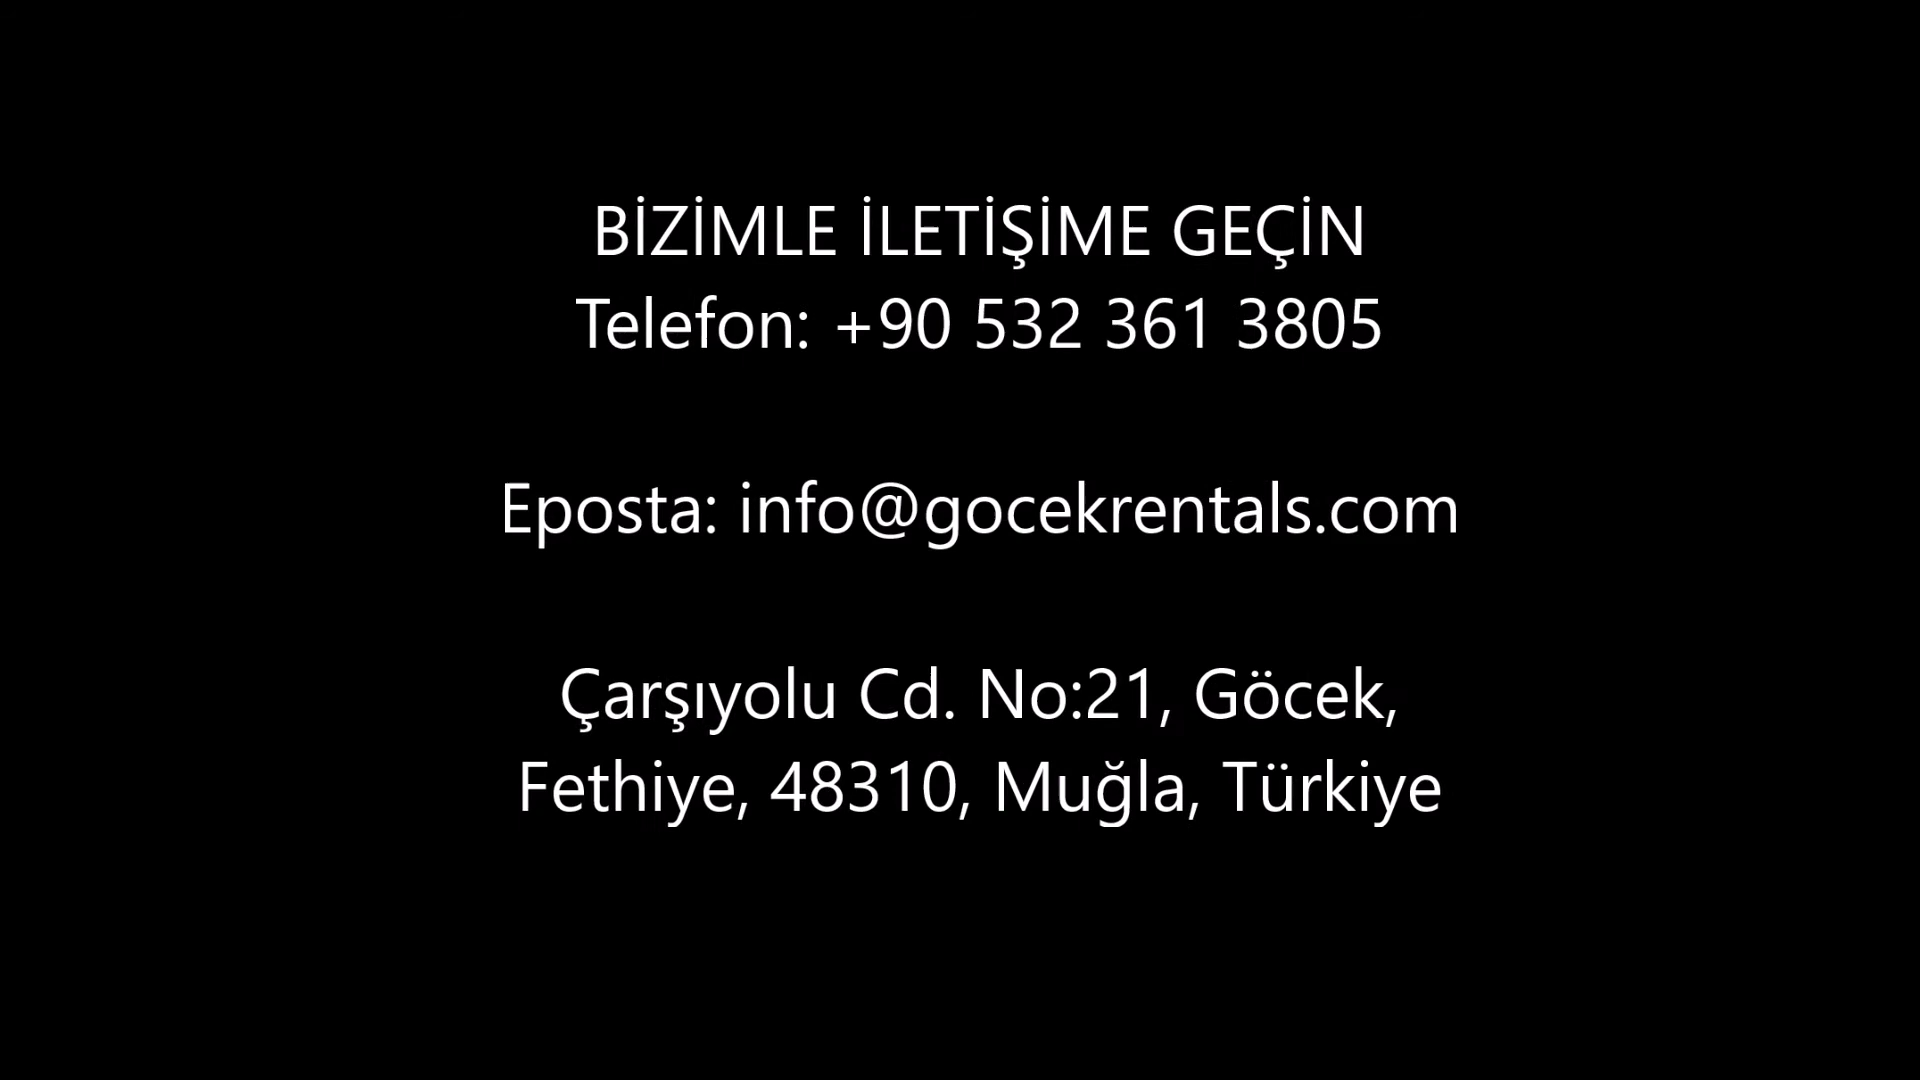 BİZİMLE İLETİŞİME GEÇİN
Telefon: +90 532 361 3805
Eposta: info@gocekrentals.com
Çarşıyolu Cd. No:21, Göcek,
Fethiye, 48310, Muğla, Türkiye